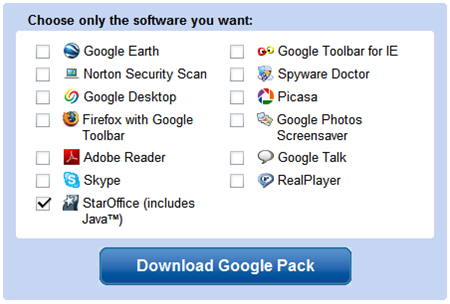 Choose only the software you want:
Google Earth
Norton Security Scan
Google Desktop
Firefox with Google
Toolbar
Adobe Reader
Skype
StarOffice (includes
Java™)
Google Toolbar for IE
Spyware Doctor
Picasa
Google Photos
Screensaver
Google Talk
RealPlayer
Download Google Pack